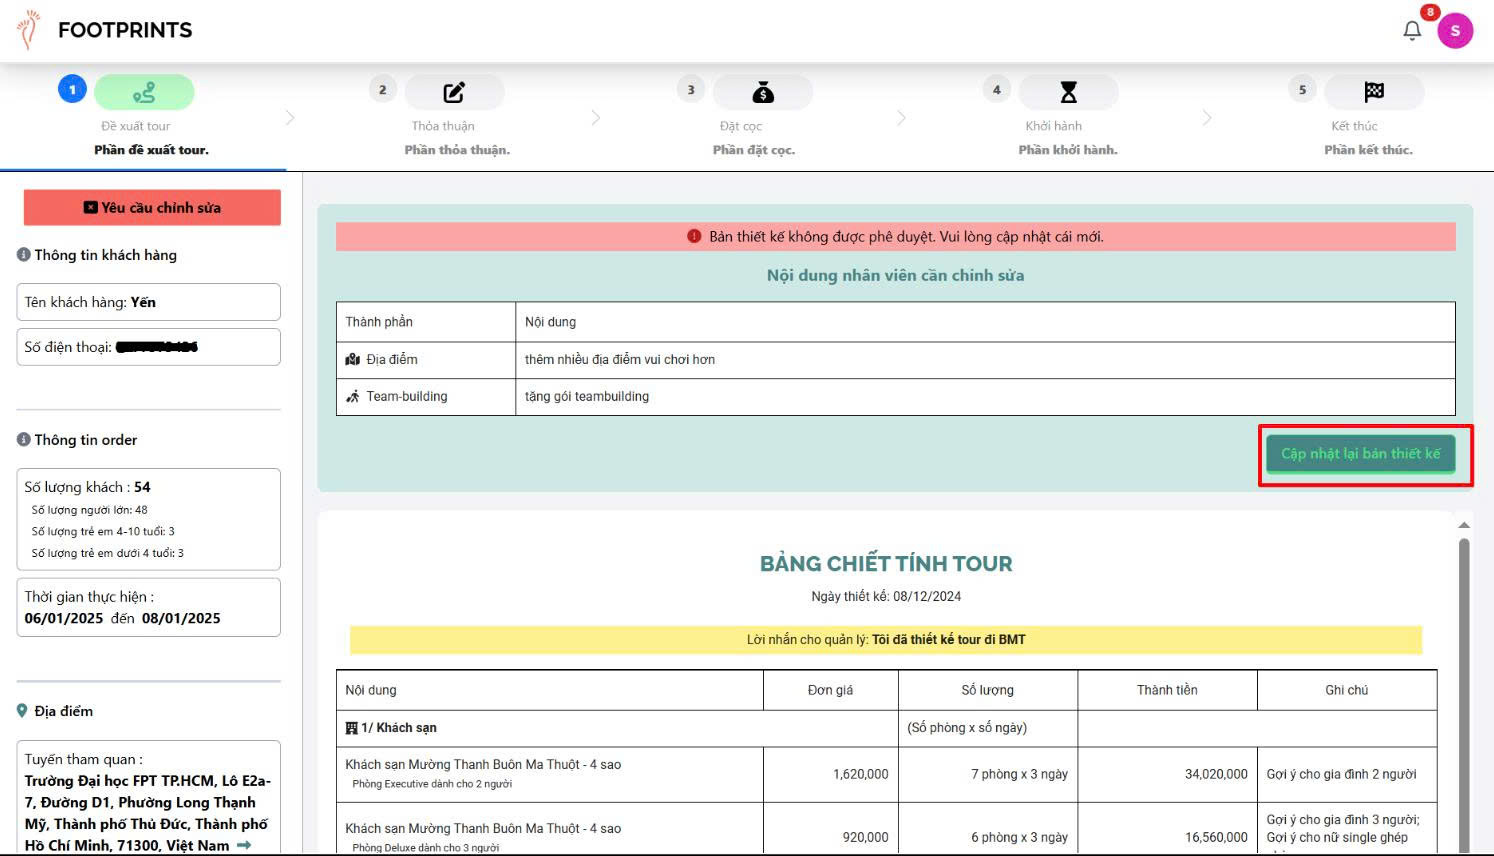 FOOTPRINTS
8
S
1
Đề xuất tour
Phần đề xuất tour.
2
Thỏa thuận
Phần thỏa thuận.
3
Đặt cọc
Phần đặt cọc.
4
Khởi hành
Phần khởi hành.
5
Kết thúc
Phần kết thúc.
Yêu cầu chỉnh sửa
Thông tin khách hàng
Tên khách hàng: Yến
Số điện thoại:
Thông tin order
Số lượng khách : 54
Số lượng người lớn: 48
Số lượng trẻ em 4-10 tuổi: 3
Số lượng trẻ em dưới 4 tuổi: 3
Thời gian thực hiện :
06/01/2025 đến 08/01/2025
Địa điểm
Tuyến tham quan :
Trường Đại học FPT TP.HCM, Lô E2a-
7, Đường D1, Phường Long Thạnh
Mỹ, Thành phố Thủ Đức, Thành phố
Hồ Chí Minh, 71300, Việt Nam ➞
Bản thiết kế không được phê duyệt. Vui lòng cập nhật cái mới.
Nội dung nhân viên cần chỉnh sửa
Thành phần Nội dung
Địa điểm thêm nhiều địa điểm vui chơi hơn
Team-building tặng gói teambuilding
Cập nhật lại bản thiết kế
BẢNG CHIẾT TÍNH TOUR
Ngày thiết kế: 08/12/2024
Lời nhắn cho quản lý: Tôi đã thiết kế tour đi BMT
Nội dung Đơn giá Số lượng Thành tiền Ghi chú
1/ Khách sạn (Số phòng x số ngày)
Khách sạn Mường Thanh Buôn Ma Thuột - 4 sao
Phòng Executive dành cho 2 người
1,620,000 7 phòng x 3 ngày 34,020,000 Gợi ý cho gia đình 2 người
Khách sạn Mường Thanh Buôn Ma Thuột - 4 sao
Phòng Deluxe dành cho 3 người
920,000 6 phòng x 3 ngày 16,560,000
Gợi ý cho gia đình 3 người;
Gợi ý cho nữ single ghép